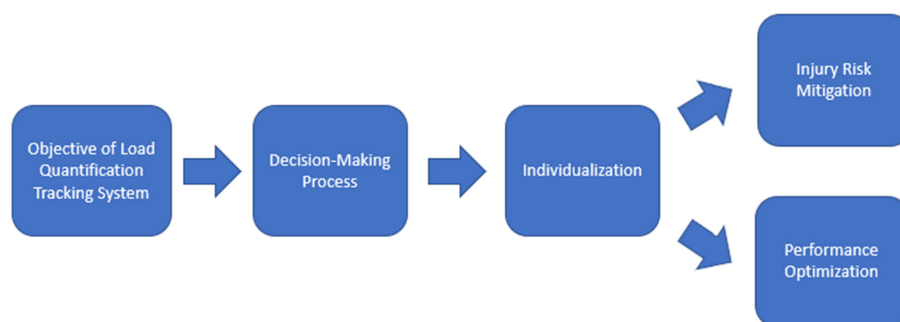 Objective of Load
Quantification
Tracking System
Decision-Making
Process
Individualization
Injury Risk
Mitigation
Performance
Optimization